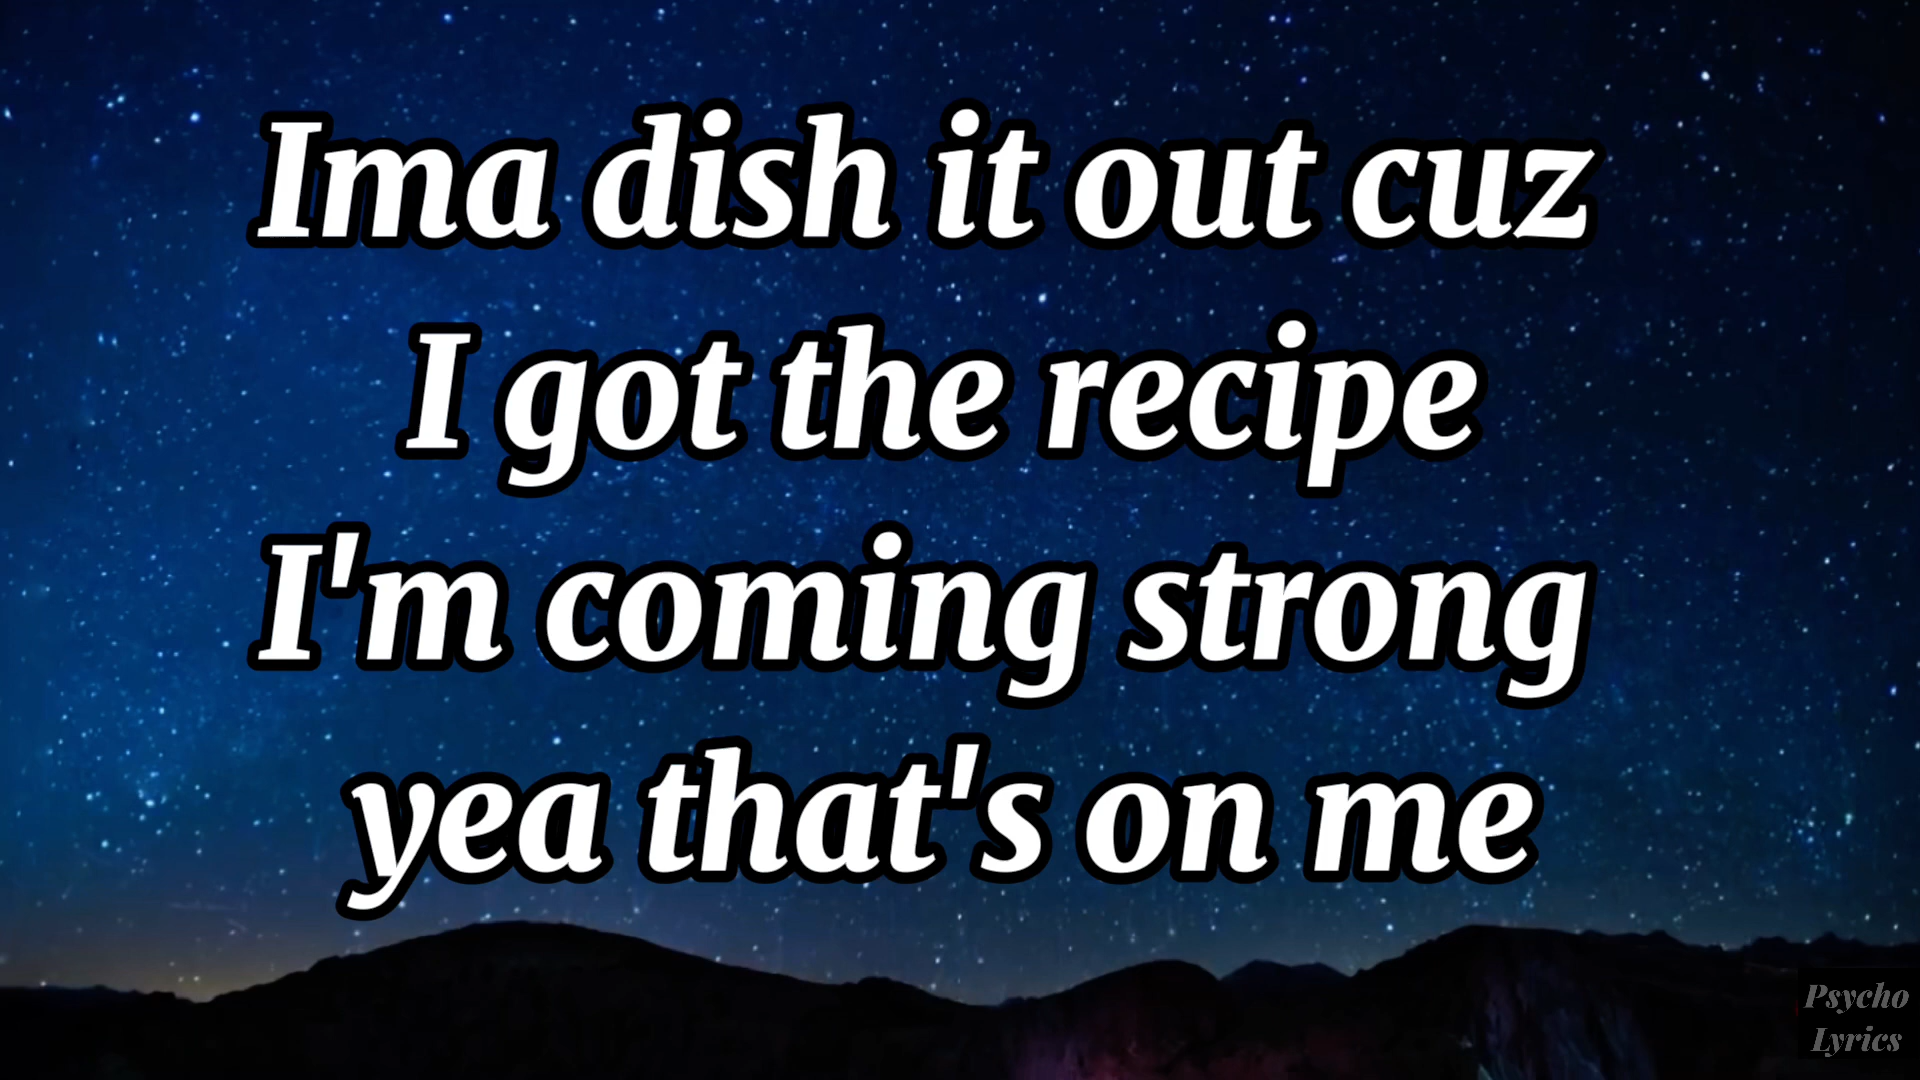 Ima dish it out cuz
I got the recipe
I'm coming strong
yea that's on me
Psycho
Lyrics